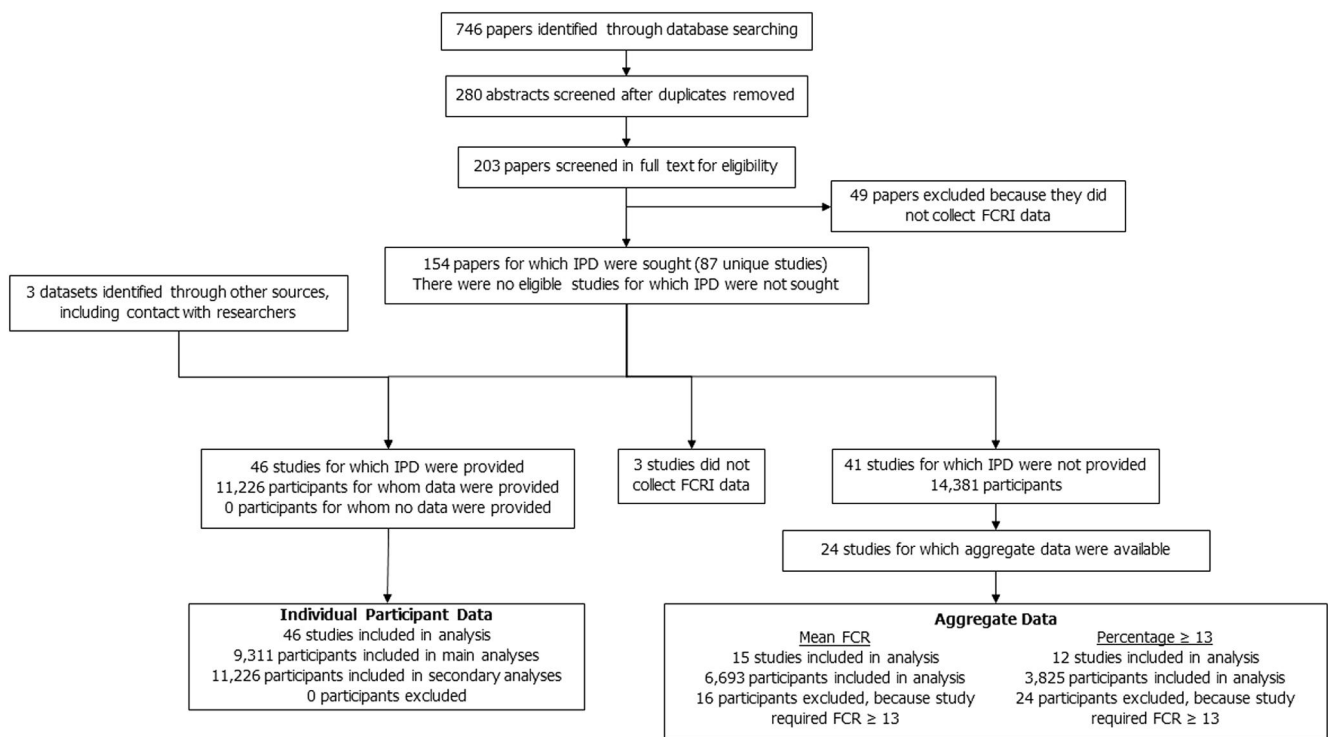 746 papers identified through database searching
280 abstracts screened after duplicates removed
203 papers screened in full text for eligibility
49 papers excluded because they did
not collect FCRI data
154 papers for which IPD were sought (87 unique studies)
There were no eligible studies for which IPD were not sought
3 datasets identified through other sources,
including contact with researchers
46 studies for which IPD were provided
11,226 participants for whom data were provided
0 participants for whom no data were provided
3 studies did not
collect FCRI data
41 studies for which IPD were not provided
14,381 participants
24 studies for which aggregate data were available
Individual Participant Data
46 studies included in analysis
9,311 participants included in main analyses
11,226 participants included in secondary analyses
0 participants excluded
Aggregate Data
Mean FCR
15 studies included in analysis
6,693 participants included in analysis
16 participants excluded, because study
required FCR ≥ 13
Percentage ≥ 13
12 studies included in analysis
3,825 participants included in analysis
24 participants excluded, because study
required FCR ≥ 13